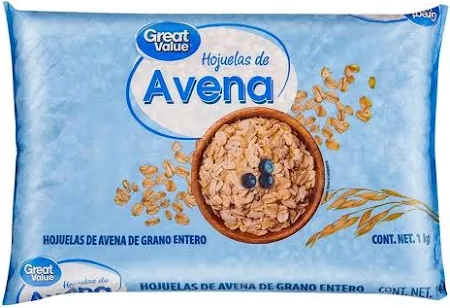 Great
Value
Hojuelas de
Avena
HOJUELAS DE AVENA DE GRANO ENTERO
CONT. NET. 1 kg
Great
Value
Hojuelas de
HOJUELAS DE AVENA DE GRANO ENTERO
CONT. NET.